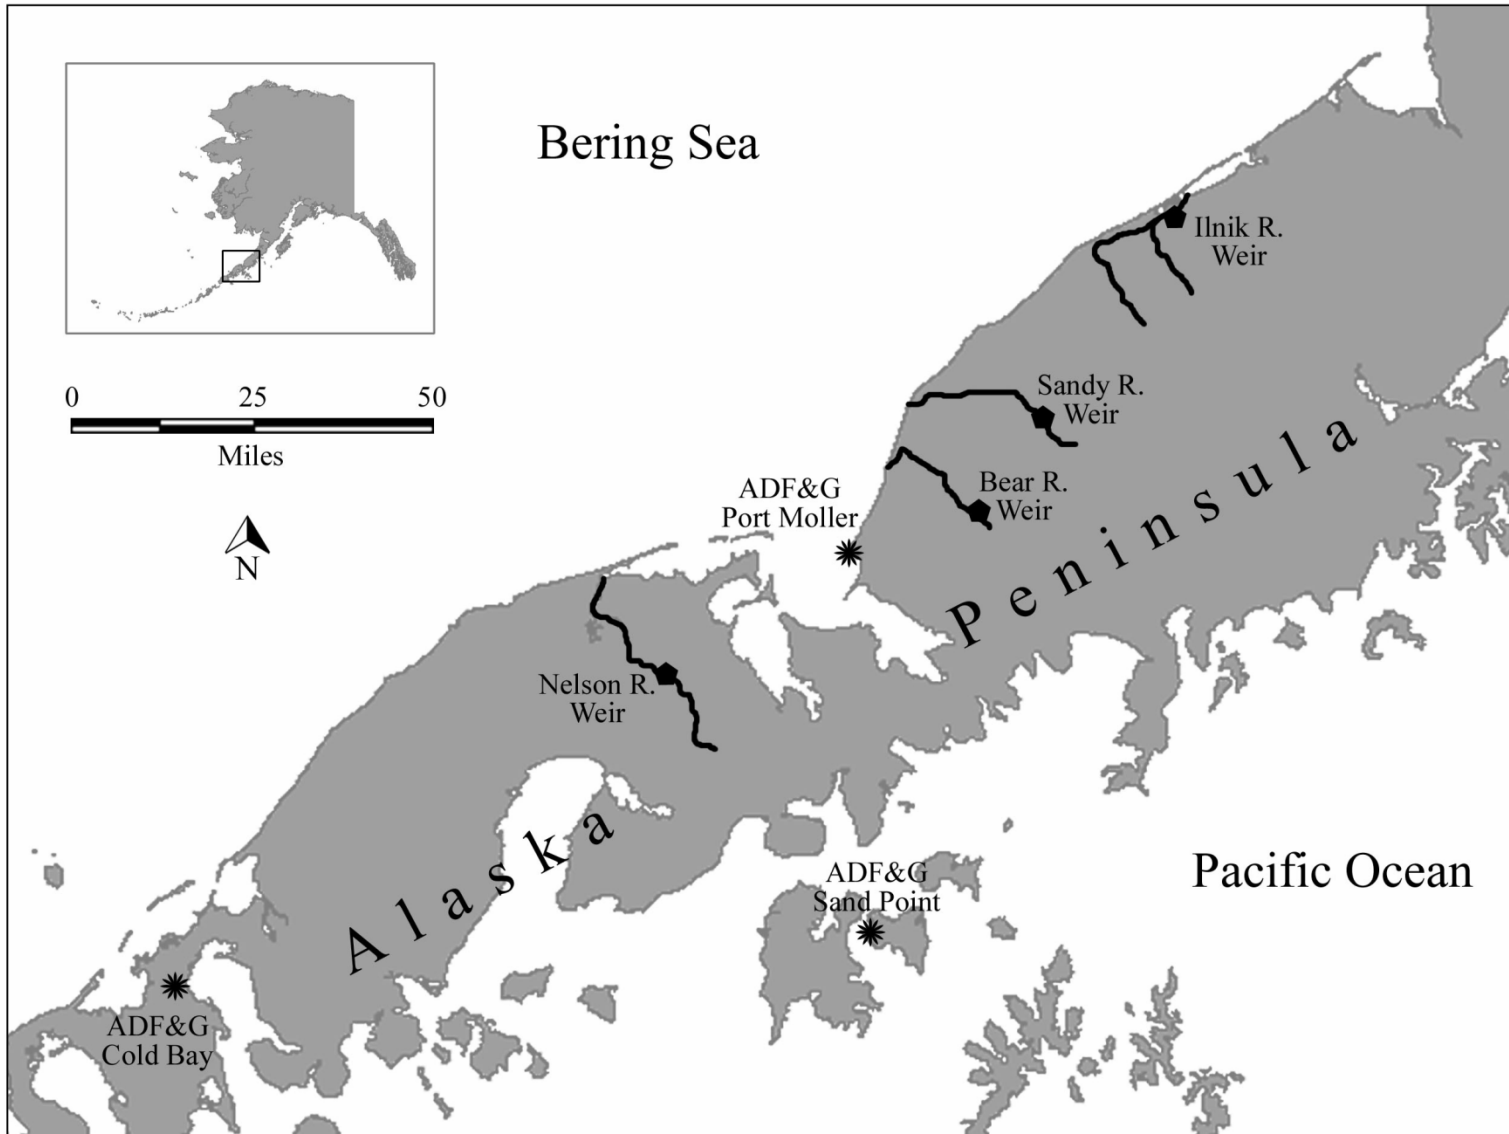 Bering Sea
Ilnik R.
Weir
0 25 50
Miles
Sandy R.
Weir
Bear R.
Weir
ADF&G
Port Moller
N
Peninsula
Nelson R.
Weir
Alaska
ADF&G
Sand Point
Pacific Ocean
ADF&G
Cold Bay